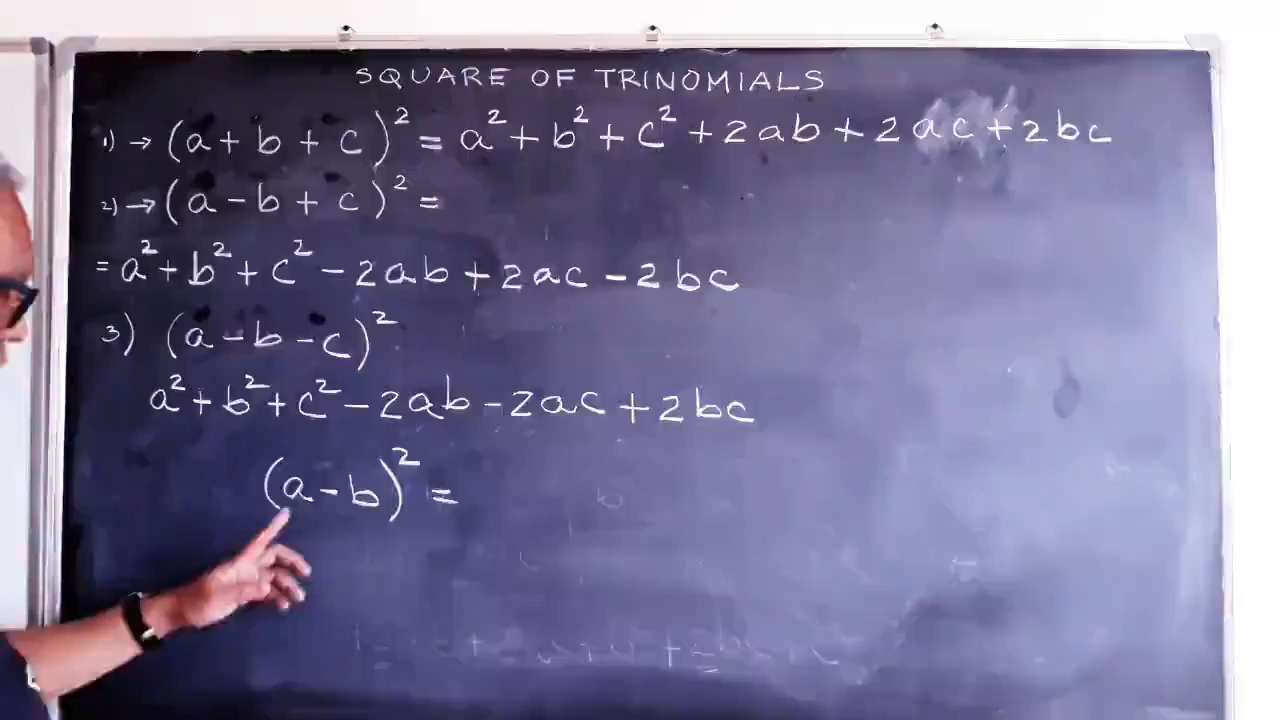 SQUARE OF TRINOMIALS
1) → (a + b + c)² = a² + b² + c² + 2ab + 2ac + 2bc
2) → (a - b + c)² =
= a² + b² + c² - 2ab + 2ac - 2bc
3) (a - b - c)²
a² + b² + c² - 2ab - 2ac + 2bc
(a - b)² =